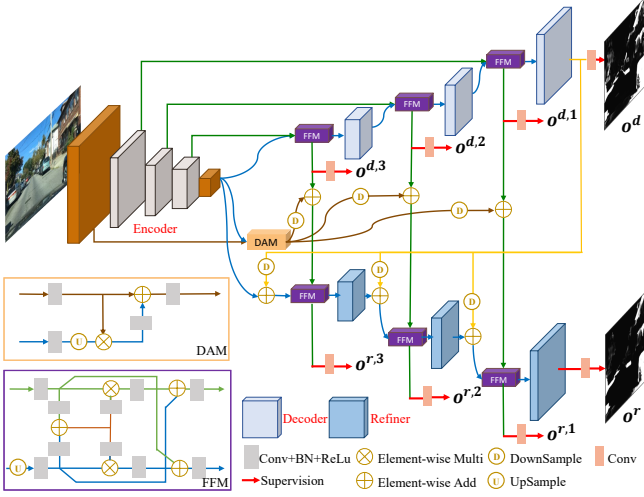 FFM
FFM
FFM
o^d
o^{d,1}
o^{d,2}
o^{d,3}
Encoder
D
D
D
DAM
D
D
D
FFM
FFM
FFM
o^{r,3}
o^{r,2}
o^{r,1}
o^r
U
DAM
U
FFM
Decoder
Refiner
Conv+BN+ReLu
Element-wise Multi
D DownSample
Conv
Supervision
Element-wise Add
U UpSample